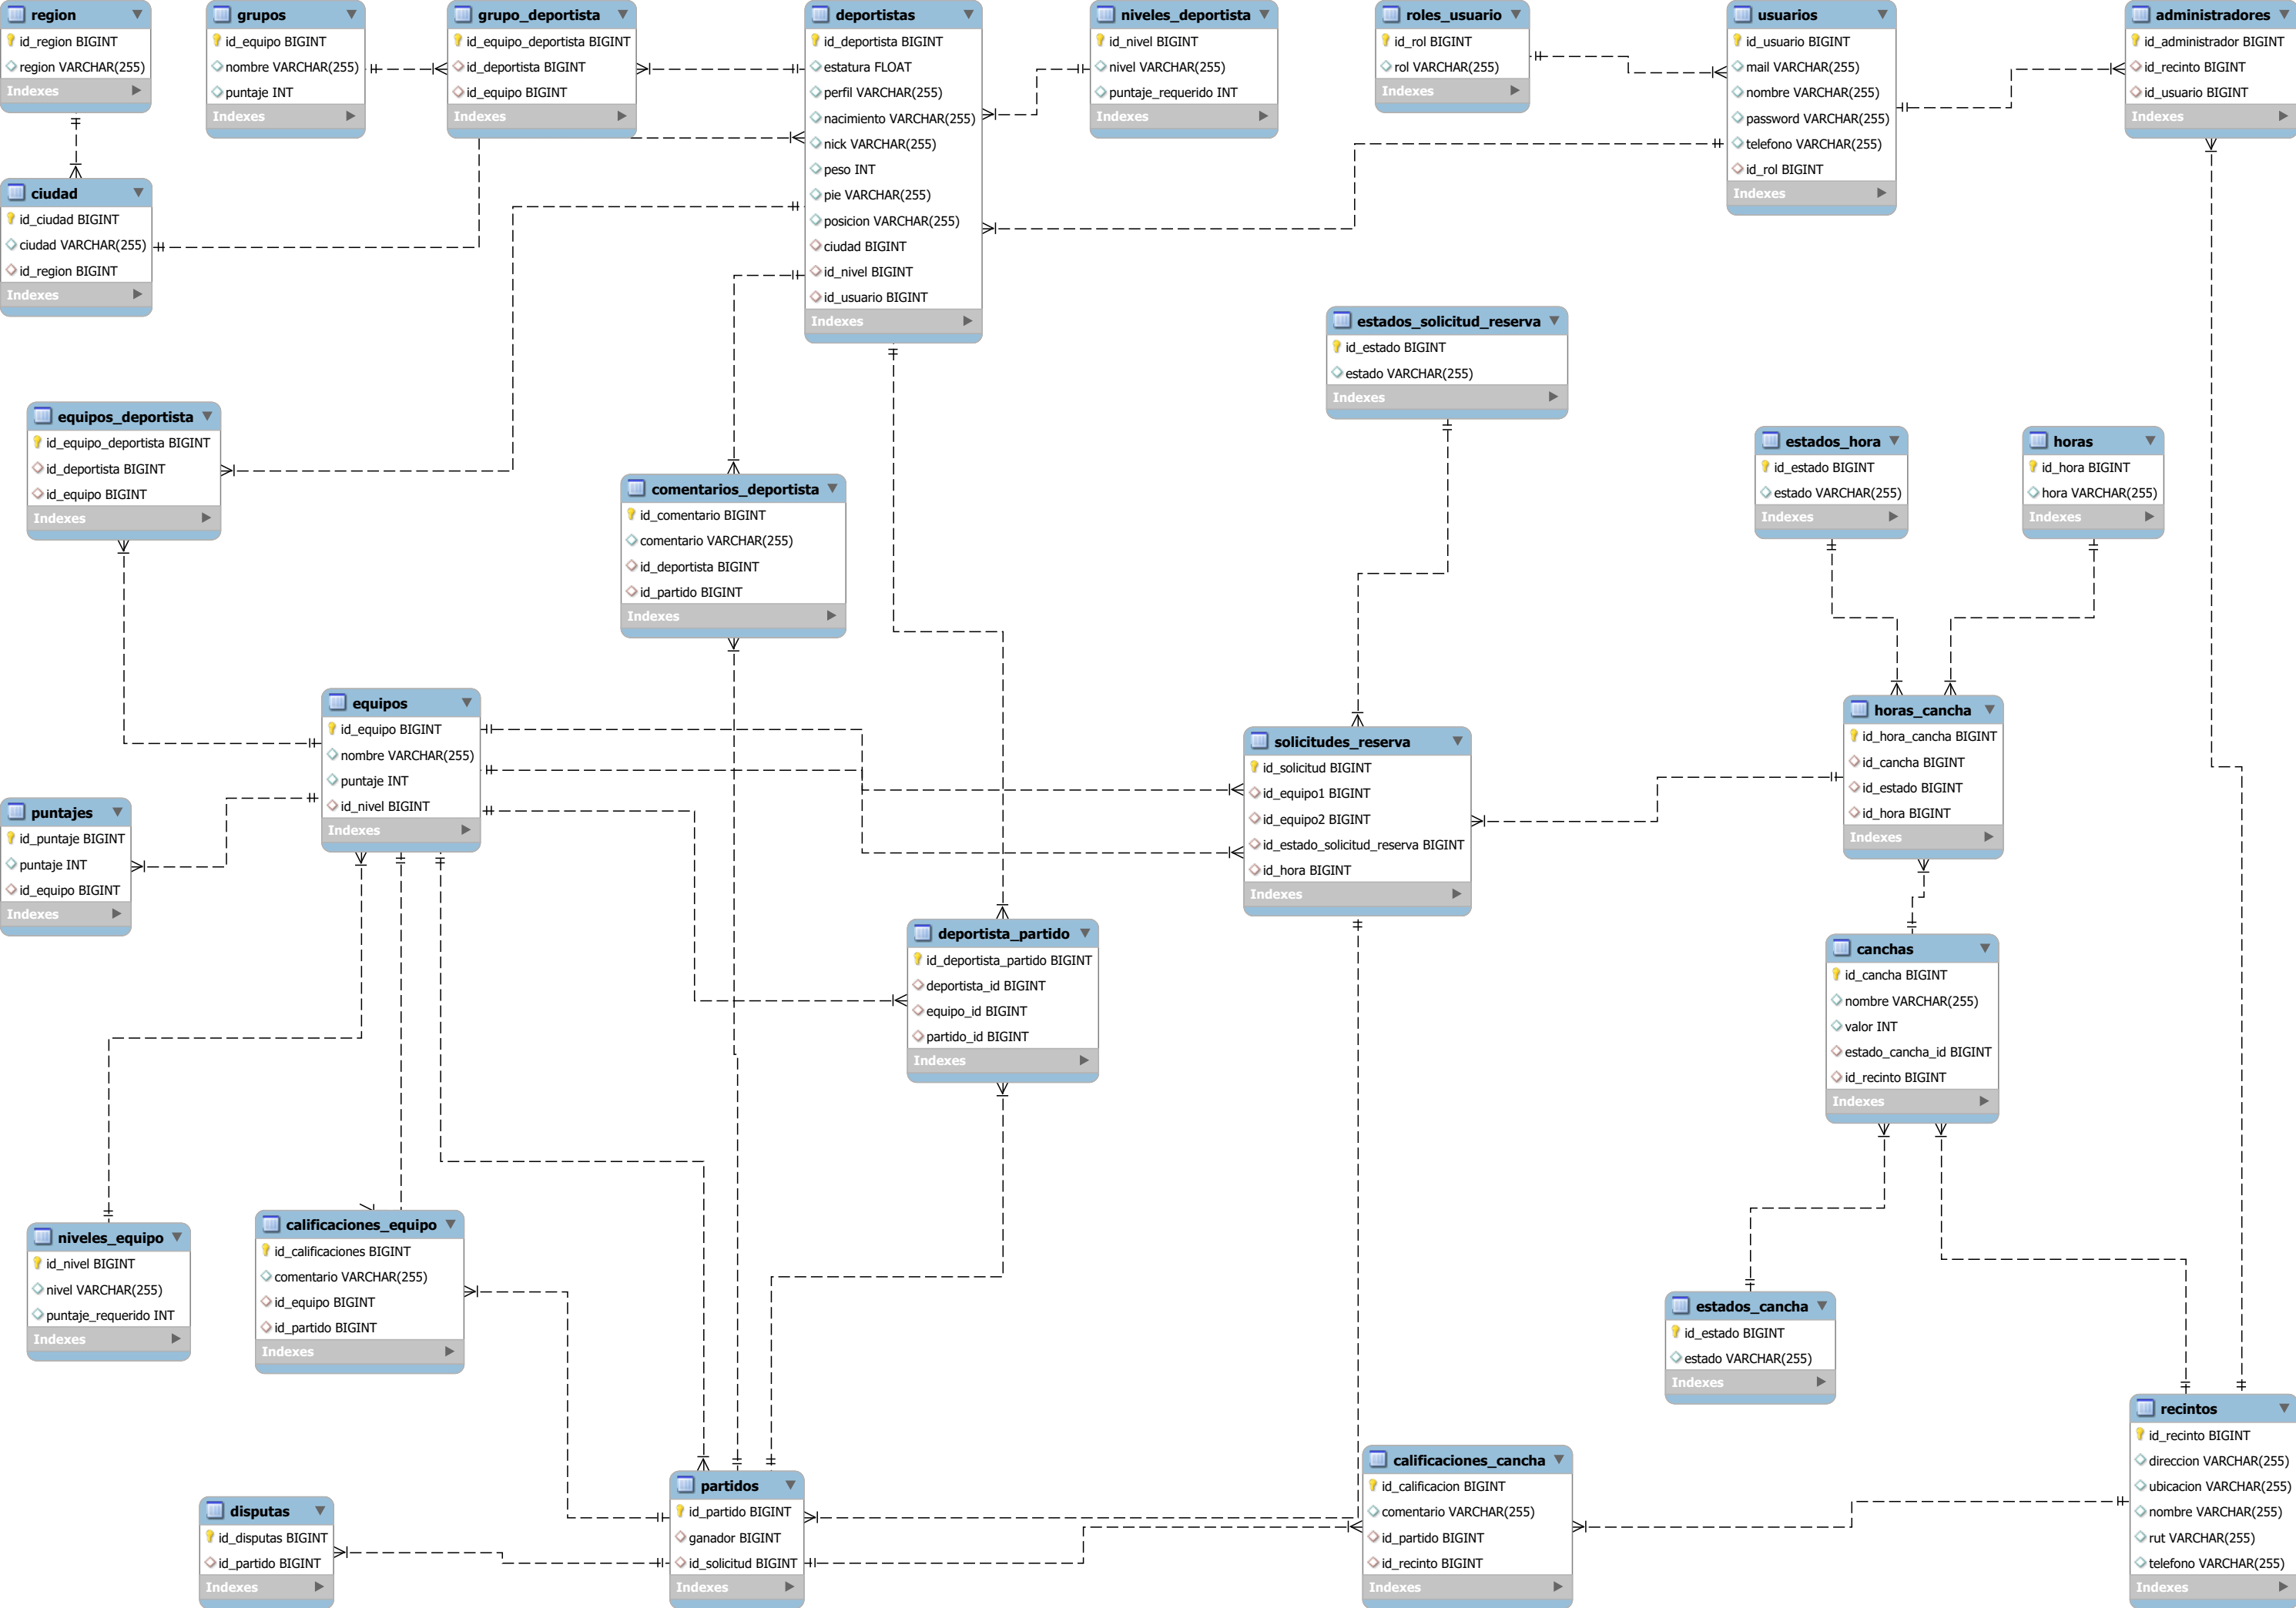 region
id_region BIGINT
region VARCHAR(255)
Indexes
grupos
id_equipo BIGINT
nombre VARCHAR(255)
puntaje INT
Indexes
grupo_deportista
id_equipo_deportista BIGINT
id_deportista BIGINT
id_equipo BIGINT
Indexes
deportistas
id_deportista BIGINT
estatura FLOAT
perfil VARCHAR(255)
nacimiento VARCHAR(255)
nick VARCHAR(255)
peso INT
pie VARCHAR(255)
posicion VARCHAR(255)
ciudad BIGINT
id_nivel BIGINT
id_usuario BIGINT
Indexes
niveles_deportista
id_nivel BIGINT
nivel VARCHAR(255)
puntaje_requerido INT
Indexes
roles_usuario
id_rol BIGINT
rol VARCHAR(255)
Indexes
usuarios
id_usuario BIGINT
mail VARCHAR(255)
nombre VARCHAR(255)
password VARCHAR(255)
telefono VARCHAR(255)
id_rol BIGINT
Indexes
administradores
id_administrador BIGINT
id_recinto BIGINT
id_usuario BIGINT
Indexes
ciudad
id_ciudad BIGINT
ciudad VARCHAR(255)
id_region BIGINT
Indexes
estados_solicitud_reserva
id_estado BIGINT
estado VARCHAR(255)
Indexes
equipos_deportista
id_equipo_deportista BIGINT
id_deportista BIGINT
id_equipo BIGINT
Indexes
comentarios_deportista
id_comentario BIGINT
comentario VARCHAR(255)
id_deportista BIGINT
id_partido BIGINT
Indexes
estados_hora
id_estado BIGINT
estado VARCHAR(255)
Indexes
horas
id_hora BIGINT
hora VARCHAR(255)
Indexes
equipos
id_equipo BIGINT
nombre VARCHAR(255)
puntaje INT
id_nivel BIGINT
Indexes
solicitudes_reserva
id_solicitud BIGINT
id_equipo1 BIGINT
id_equipo2 BIGINT
id_estado_solicitud_reserva BIGINT
id_hora BIGINT
Indexes
horas_cancha
id_hora_cancha BIGINT
id_cancha BIGINT
id_estado BIGINT
id_hora BIGINT
Indexes
puntajes
id_puntaje BIGINT
puntaje INT
id_equipo BIGINT
Indexes
deportista_partido
id_deportista_partido BIGINT
deportista_id BIGINT
equipo_id BIGINT
partido_id BIGINT
Indexes
canchas
id_cancha BIGINT
nombre VARCHAR(255)
valor INT
estado_cancha_id BIGINT
id_recinto BIGINT
Indexes
niveles_equipo
id_nivel BIGINT
nivel VARCHAR(255)
puntaje_requerido INT
Indexes
calificaciones_equipo
id_calificaciones BIGINT
comentario VARCHAR(255)
id_equipo BIGINT
id_partido BIGINT
Indexes
estados_cancha
id_estado BIGINT
estado VARCHAR(255)
Indexes
recintos
id_recinto BIGINT
direccion VARCHAR(255)
ubicacion VARCHAR(255)
nombre VARCHAR(255)
rut VARCHAR(255)
telefono VARCHAR(255)
Indexes
disputas
id_disputas BIGINT
id_partido BIGINT
Indexes
partidos
id_partido BIGINT
ganador BIGINT
id_solicitud BIGINT
Indexes
calificaciones_cancha
id_calificacion BIGINT
comentario VARCHAR(255)
id_partido BIGINT
id_recinto BIGINT
Indexes